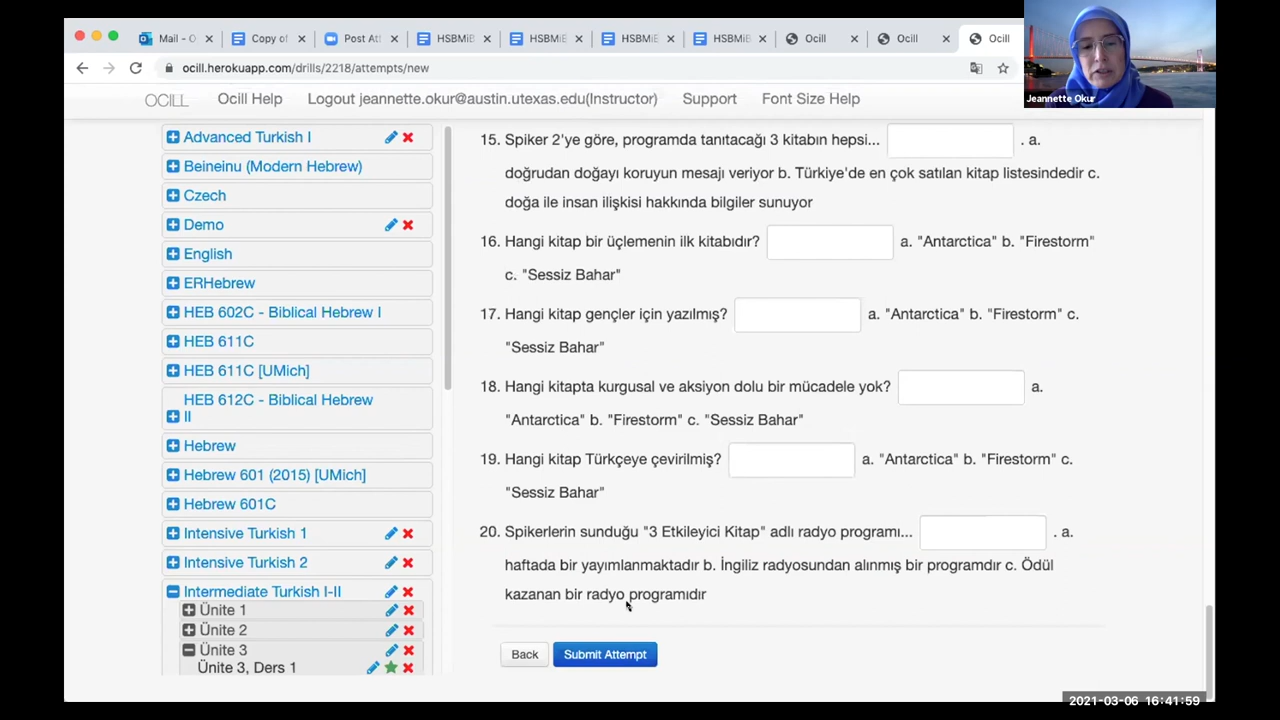 Mail - O
Copy of
Post Att
HSBMiB
HSBMiE
HSBMiE
HSBMiB
Ocill
Ocill
Ocill
ocill.herokuapp.com/drills/2218/attempts/new
Jeannette Okur
OCILL
Ocill Help
Logout jeannette.okur@austin.utexas.edu(Instructor)
Support
Font Size Help
Advanced Turkish I
Beineinu (Modern Hebrew)
Czech
Demo
English
ERHebrew
HEB 602C - Biblical Hebrew I
HEB 611C
HEB 611C [UMich]
HEB 612C - Biblical Hebrew
II
Hebrew
Hebrew 601 (2015) [UMich]
Hebrew 601C
Intensive Turkish 1
Intensive Turkish 2
Intermediate Turkish I-II
Ünite 1
Ünite 2
Ünite 3
Ünite 3, Ders 1
15. Spiker 2'ye göre, programda tanıtacağı 3 kitabın hepsi... . a.
doğrudan doğayı koruyun mesajı veriyor b. Türkiye'de en çok satılan kitap listesindedir c.
doğa ile insan ilişkisi hakkında bilgiler sunuyor
16. Hangi kitap bir üçlemenin ilk kitabıdır? a. "Antarctica" b. "Firestorm"
c. "Sessiz Bahar"
17. Hangi kitap gençler için yazılmış? a. "Antarctica" b. "Firestorm" c.
"Sessiz Bahar"
18. Hangi kitapta kurgusal ve aksiyon dolu bir mücadele yok? a.
"Antarctica" b. "Firestorm" c. "Sessiz Bahar"
19. Hangi kitap Türkçeye çevirilmiş? a. "Antarctica" b. "Firestorm" c.
"Sessiz Bahar"
20. Spikerlerin sunduğu "3 Etkileyici Kitap" adlı radyo programı... . a.
haftada bir yayımlanmaktadır b. İngiliz radyosundan alınmış bir programdır c. Ödül
kazanan bir radyo programıdır
Back
Submit Attempt
2021-03-06 16:41:59